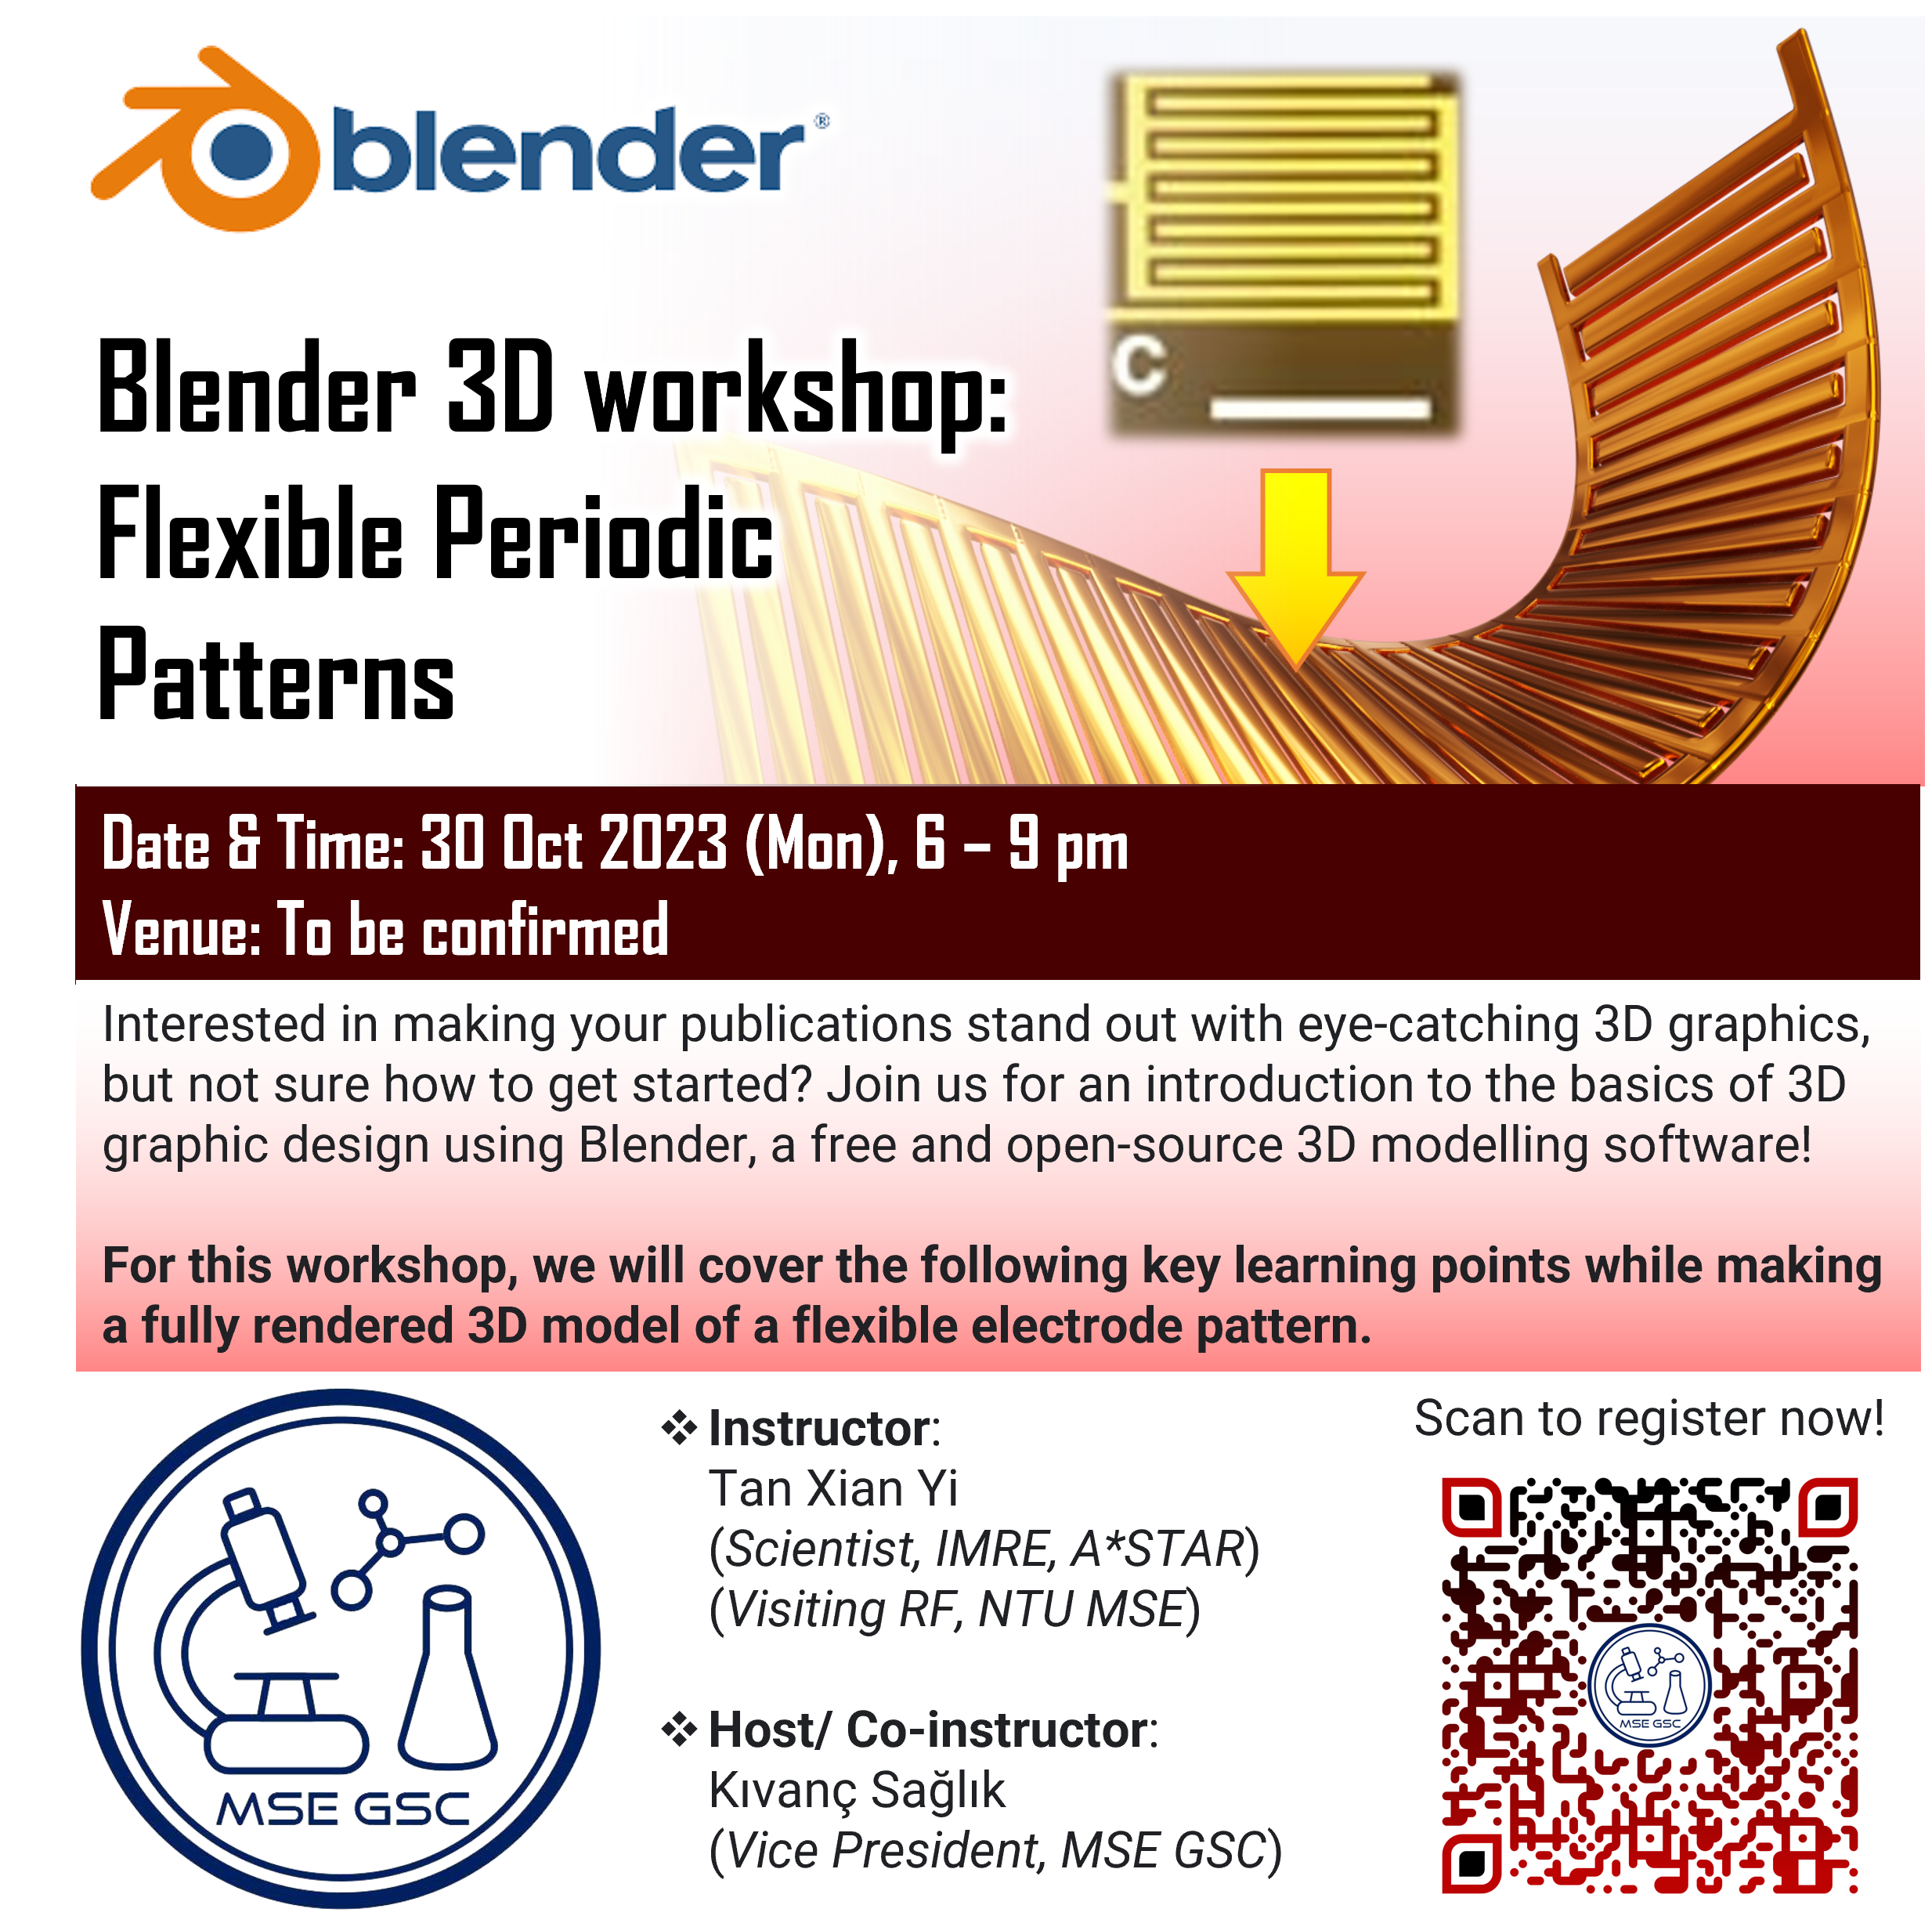 blender®
C
Blender 3D workshop:
Flexible Periodic
Patterns
Date & Time: 30 Oct 2023 (Mon), 6 – 9 pm
Venue: To be confirmed
Interested in making your publications stand out with eye-catching 3D graphics,
but not sure how to get started? Join us for an introduction to the basics of 3D
graphic design using Blender, a free and open-source 3D modelling software!
For this workshop, we will cover the following key learning points while making
a fully rendered 3D model of a flexible electrode pattern.
MSE GSC
❖ Instructor:
Tan Xian Yi
(Scientist, IMRE, A*STAR)
(Visiting RF, NTU MSE)
❖ Host/ Co-instructor:
Kıvanç Sağlık
(Vice President, MSE GSC)
Scan to register now!
MSE GSC